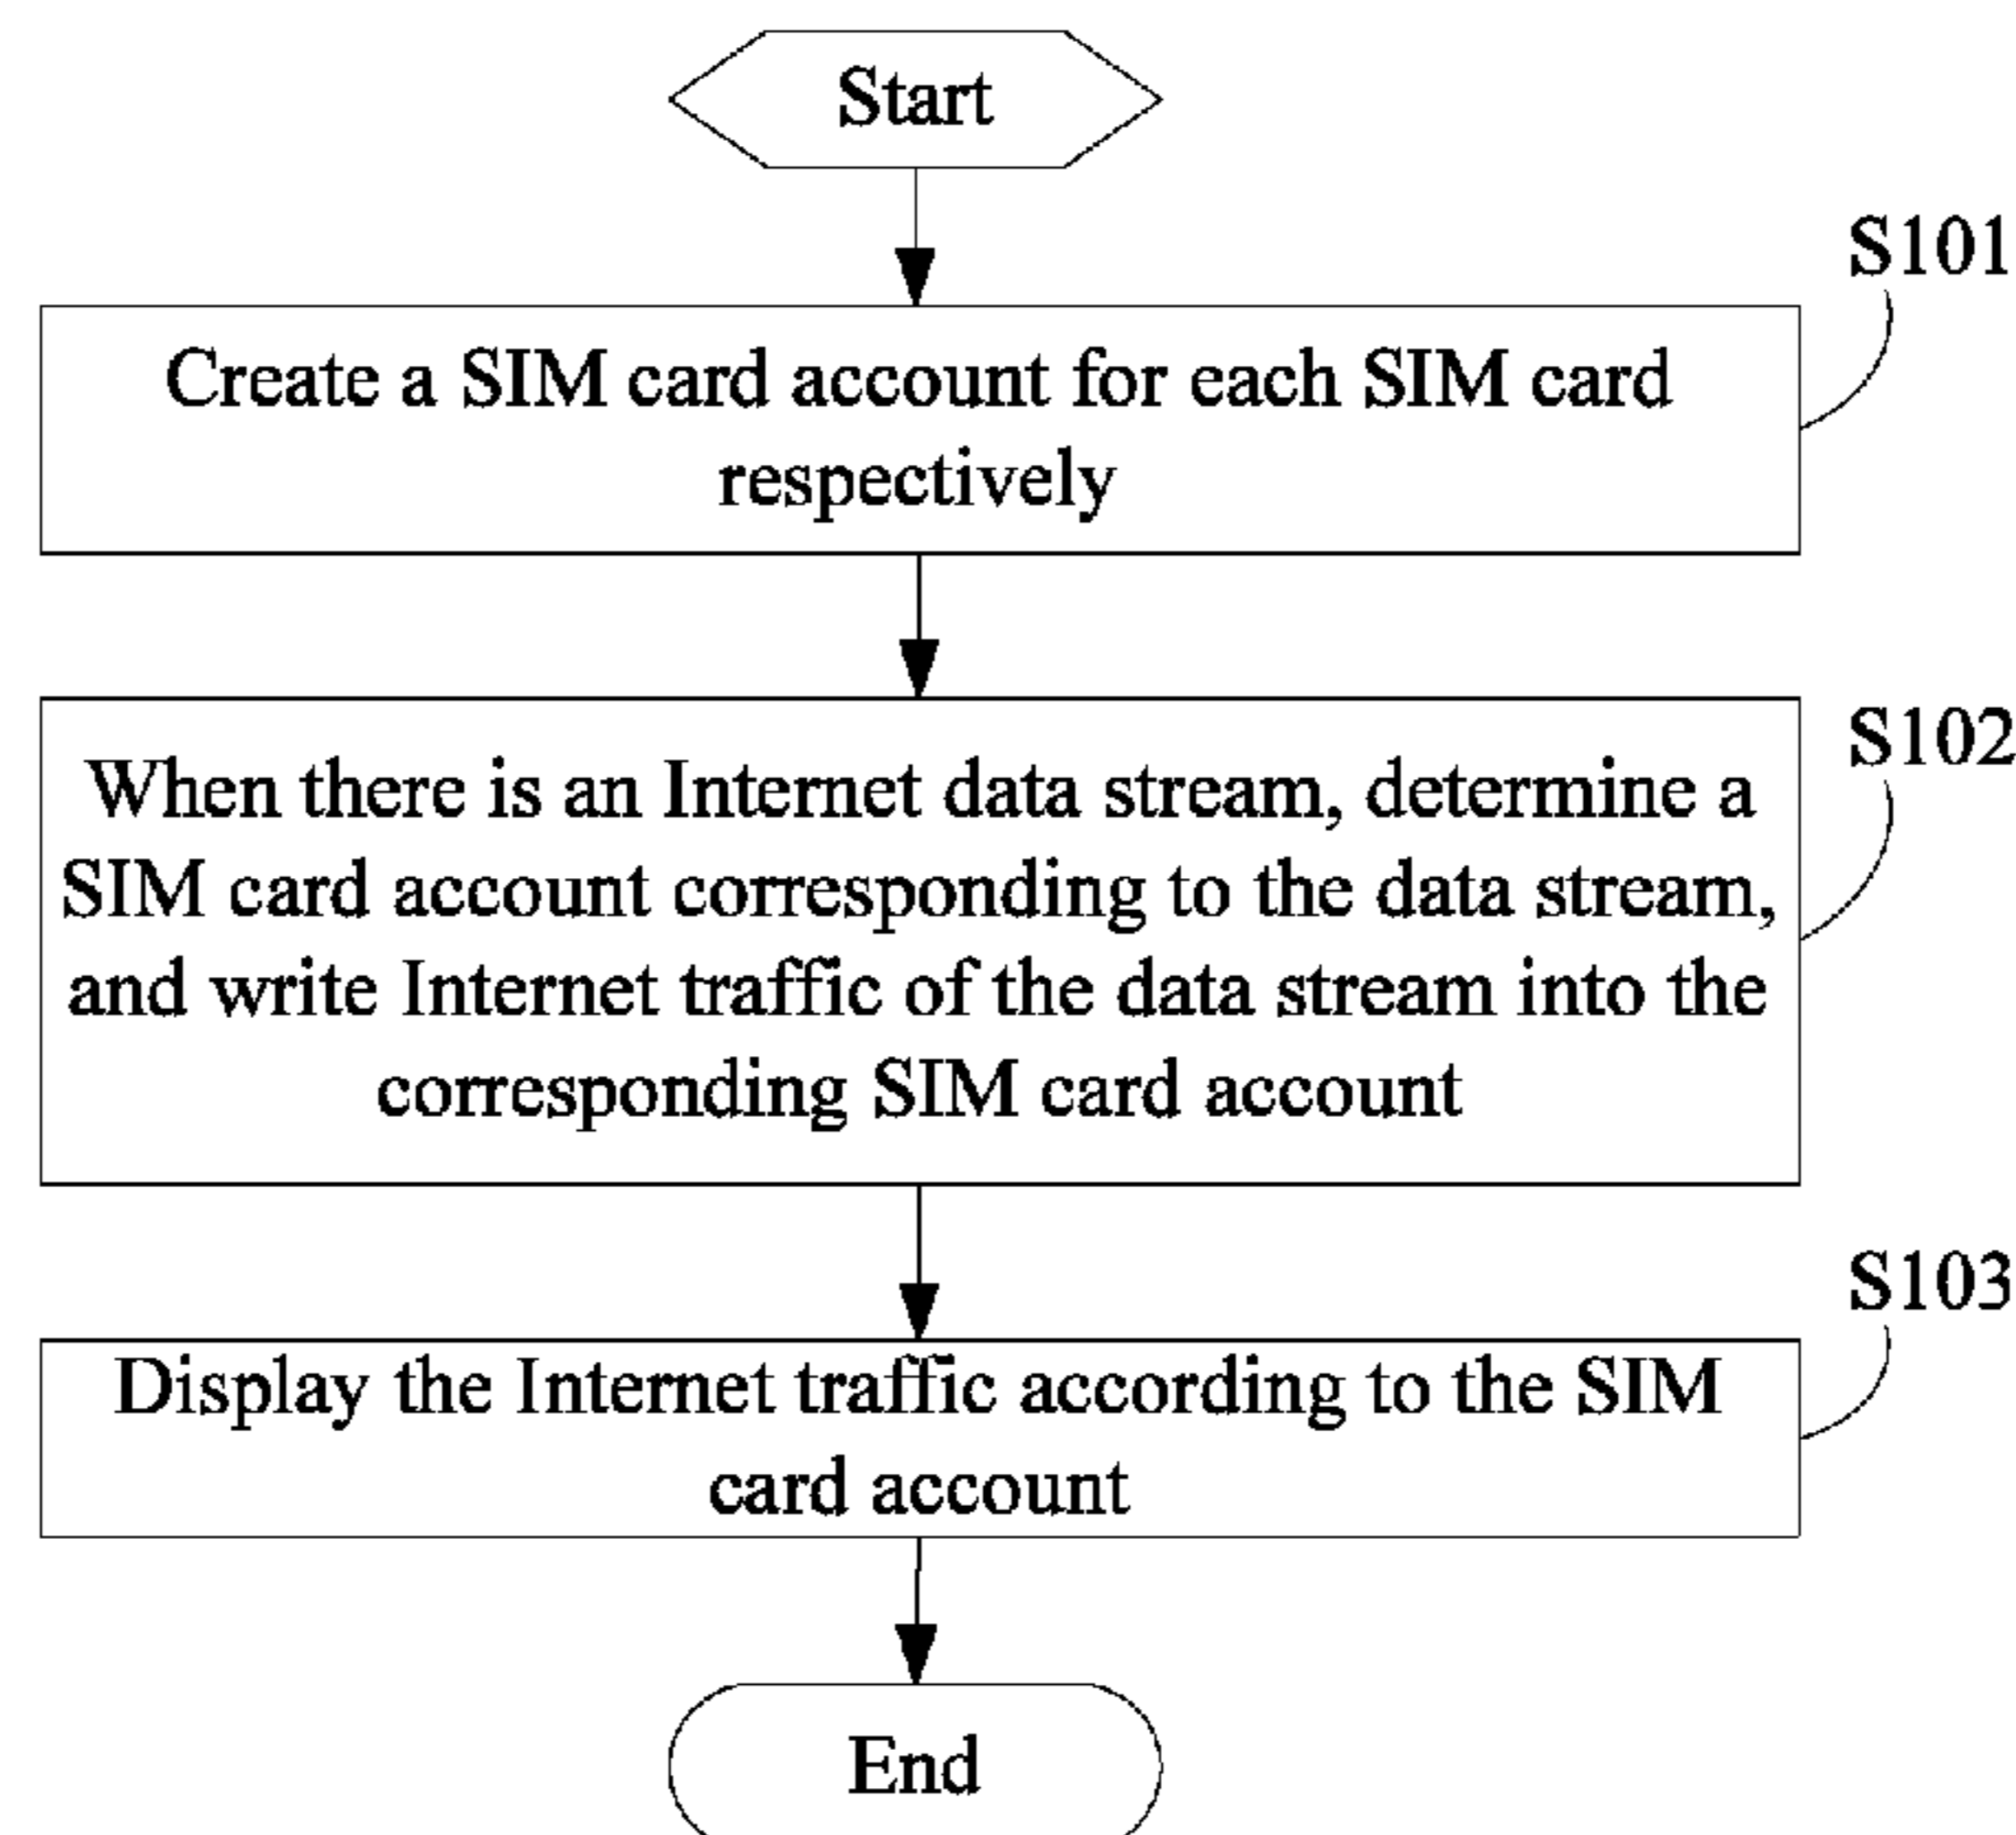 Start
S101
Create a SIM card account for each SIM card
respectively
S102
When there is an Internet data stream, determine a
SIM card account corresponding to the data stream,
and write Internet traffic of the data stream into the
corresponding SIM card account
S103
Display the Internet traffic according to the SIM
card account
End